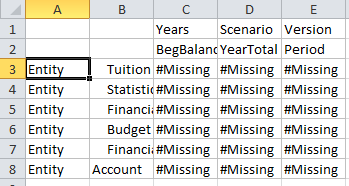 A B C D E
1 Years Scenario Version
2 BegBalanc YearTotal Period
3 Entity Tuition #Missing #Missing #Missing
4 Entity Statistic #Missing #Missing #Missing
5 Entity Financia #Missing #Missing #Missing
6 Entity Budget #Missing #Missing #Missing
7 Entity Financia #Missing #Missing #Missing
8 Entity Account #Missing #Missing #Missing